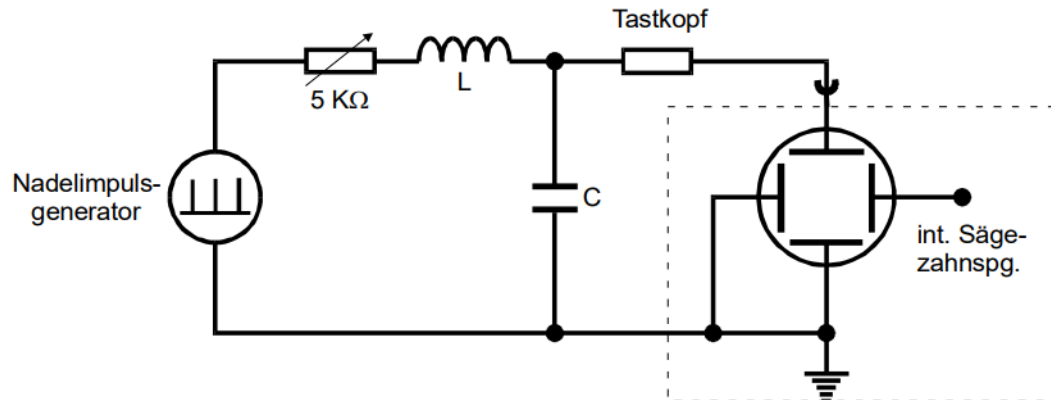 Tastkopf
5 KΩ
L
Nadelimpuls-
generator
C
int. Säge-
zahnspg.